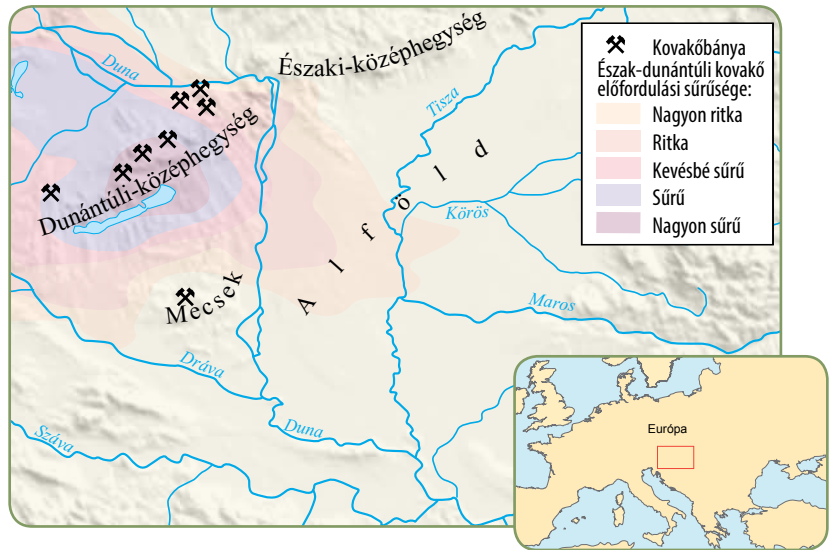 Északi-középhegység
Duna
Tisza
Dunántúli-középhegység
Alföld
Körös
Mecsek
Maros
Dráva
Duna
Száva
Kovakőbánya
Észak-dunántúli kovakő
előfordulási sűrűsége:
Nagyon ritka
Ritka
Kevésbé sűrű
Sűrű
Nagyon sűrű
Európa